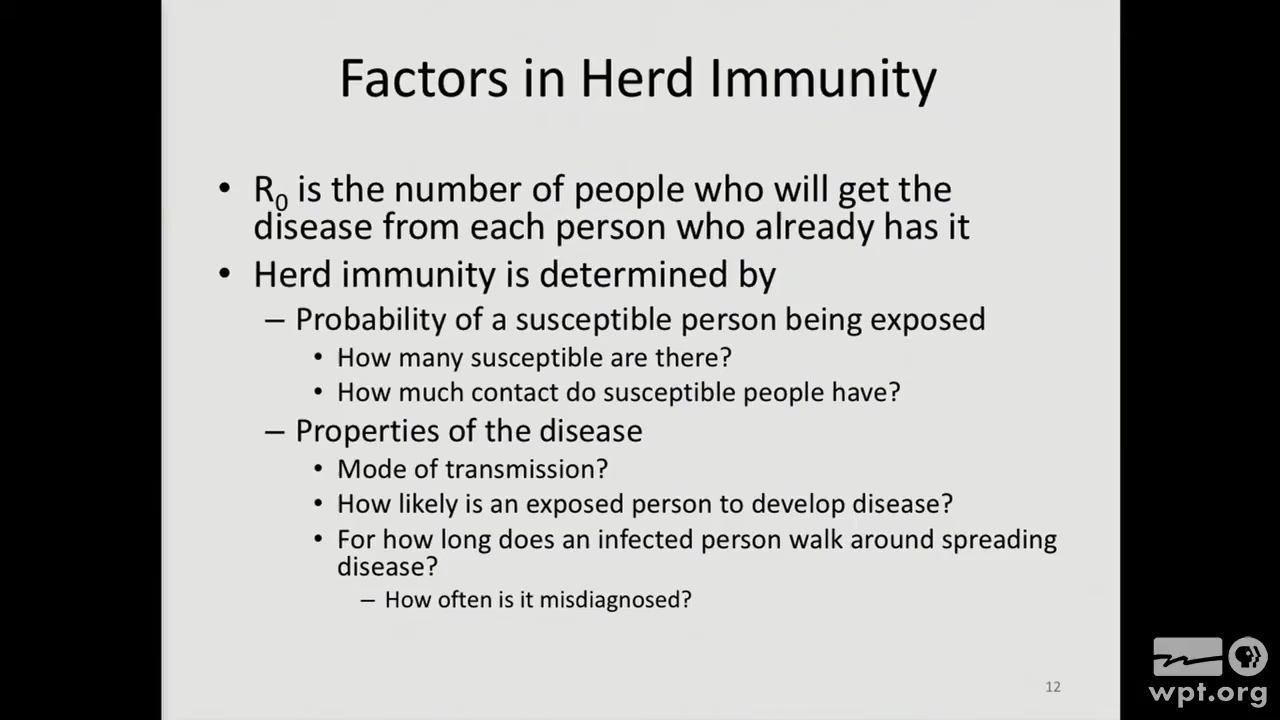 Factors in Herd Immunity
• R₀ is the number of people who will get the
disease from each person who already has it
• Herd immunity is determined by
– Probability of a susceptible person being exposed
• How many susceptible are there?
• How much contact do susceptible people have?
– Properties of the disease
• Mode of transmission?
• How likely is an exposed person to develop disease?
• For how long does an infected person walk around spreading
disease?
– How often is it misdiagnosed?
12
wpt.org